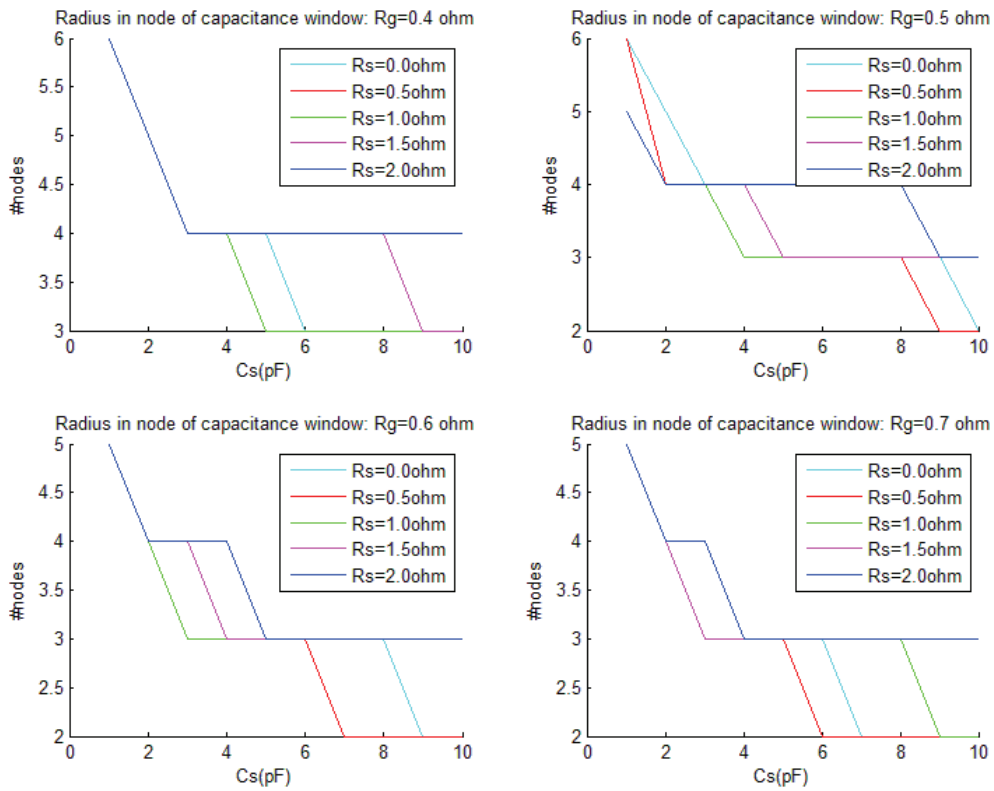 Radius in node of capacitance window: Rg=0.4 ohm
6
5.5
5
4.5
4
3.5
3
#nodes
Rs=0.0ohm
Rs=0.5ohm
Rs=1.0ohm
Rs=1.5ohm
Rs=2.0ohm
0 2 4 6 8 10
Cs(pF)
Radius in node of capacitance window: Rg=0.5 ohm
6
5
4
3
2
#nodes
Rs=0.0ohm
Rs=0.5ohm
Rs=1.0ohm
Rs=1.5ohm
Rs=2.0ohm
0 2 4 6 8 10
Cs(pF)
Radius in node of capacitance window: Rg=0.6 ohm
5
4.5
4
3.5
3
2.5
2
#nodes
Rs=0.0ohm
Rs=0.5ohm
Rs=1.0ohm
Rs=1.5ohm
Rs=2.0ohm
0 2 4 6 8 10
Cs(pF)
Radius in node of capacitance window: Rg=0.7 ohm
5
4.5
4
3.5
3
2.5
2
#nodes
Rs=0.0ohm
Rs=0.5ohm
Rs=1.0ohm
Rs=1.5ohm
Rs=2.0ohm
0 2 4 6 8 10
Cs(pF)